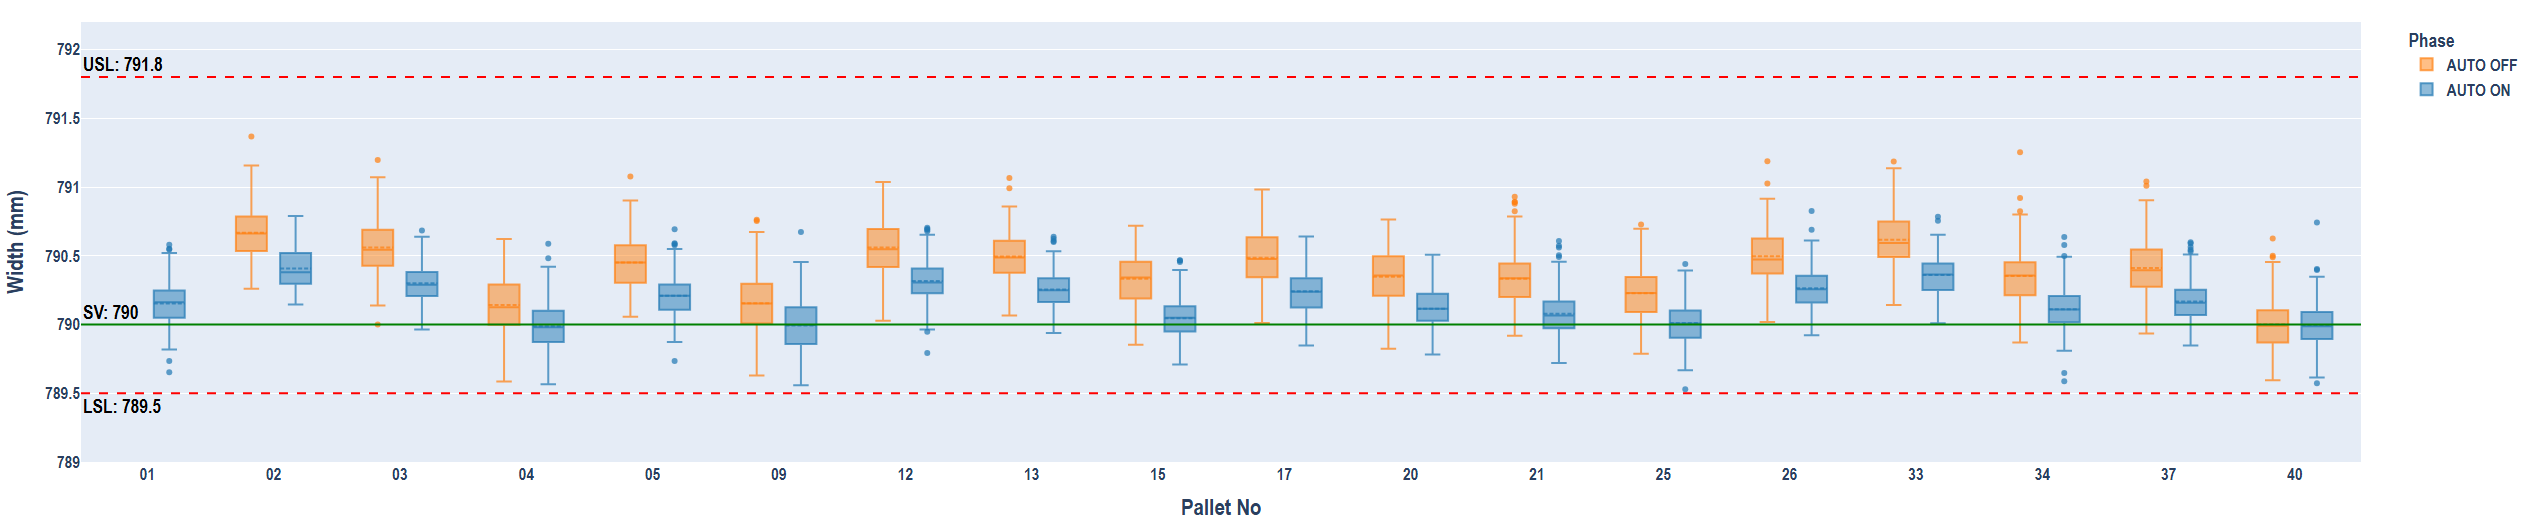 Phase
AUTO OFF
AUTO ON
Width (mm)
792
791.5
791
790.5
790
789.5
789
USL: 791.8
SV: 790
LSL: 789.5
01 02 03 04 05 09 12 13 15 17 20 21 25 26 33 34 37 40
Pallet No